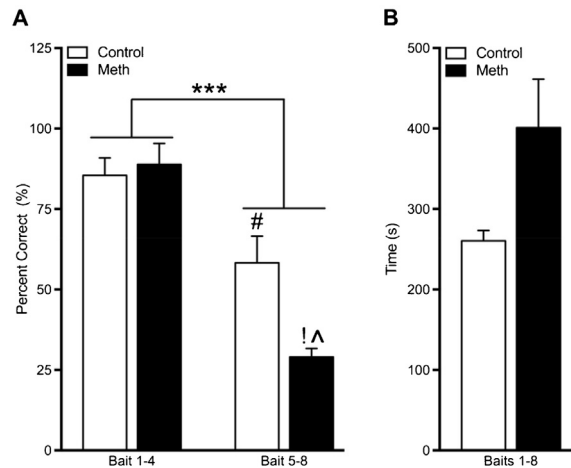 A
B
Control
Meth
***
#
!^
Percent Correct (%)
125
100
75
50
25
0
Bait 1-4
Bait 5-8
Control
Meth
Time (s)
500
400
300
200
100
0
Baits 1-8